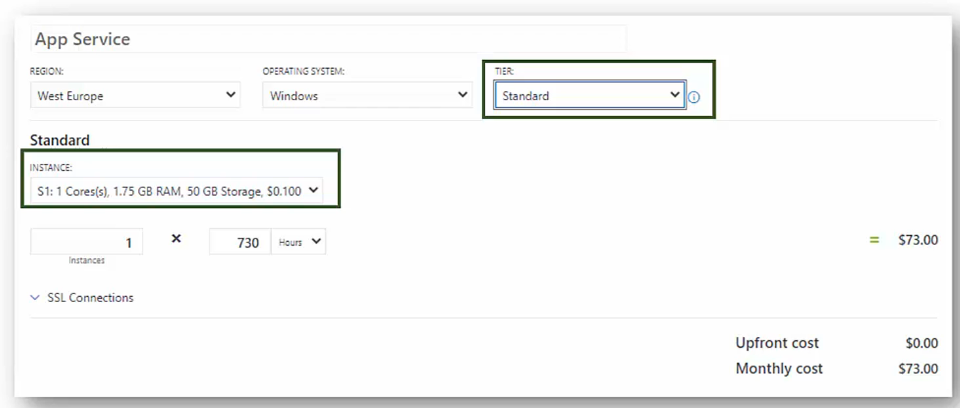 App Service
REGION: OPERATING SYSTEM: TIER:
West Europe Windows Standard
Standard
INSTANCE:
S1: 1 Cores(s), 1.75 GB RAM, 50 GB Storage, $0.100
1 × 730 Hours = $73.00
Instances
SSL Connections
Upfront cost $0.00
Monthly cost $73.00